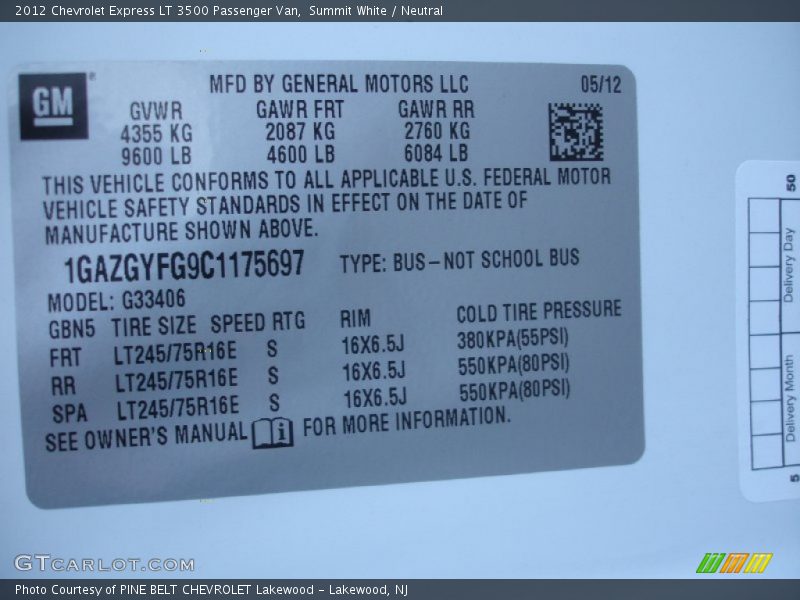 2012 Chevrolet Express LT 3500 Passenger Van, Summit White / Neutral
GM
MFD BY GENERAL MOTORS LLC 05/12
GVWR GAWR FRT GAWR RR
4355 KG 2087 KG 2760 KG
9600 LB 4600 LB 6084 LB
THIS VEHICLE CONFORMS TO ALL APPLICABLE U.S. FEDERAL MOTOR
VEHICLE SAFETY STANDARDS IN EFFECT ON THE DATE OF
MANUFACTURE SHOWN ABOVE.
1GAZGYFG9C1175697 TYPE: BUS-NOT SCHOOL BUS
MODEL: G33406
GBN5 TIRE SIZE SPEED RTG RIM COLD TIRE PRESSURE
FRT LT245/75R16E S 16X6.5J 380KPA(55PSI)
RR LT245/75R16E S 16X6.5J 550KPA(80PSI)
SPA LT245/75R16E S 16X6.5J 550KPA(80PSI)
SEE OWNER'S MANUAL FOR MORE INFORMATION.
50
Delivery Day
Delivery Month
5
GTCARLOT.COM
Photo Courtesy of PINE BELT CHEVROLET Lakewood - Lakewood, NJ